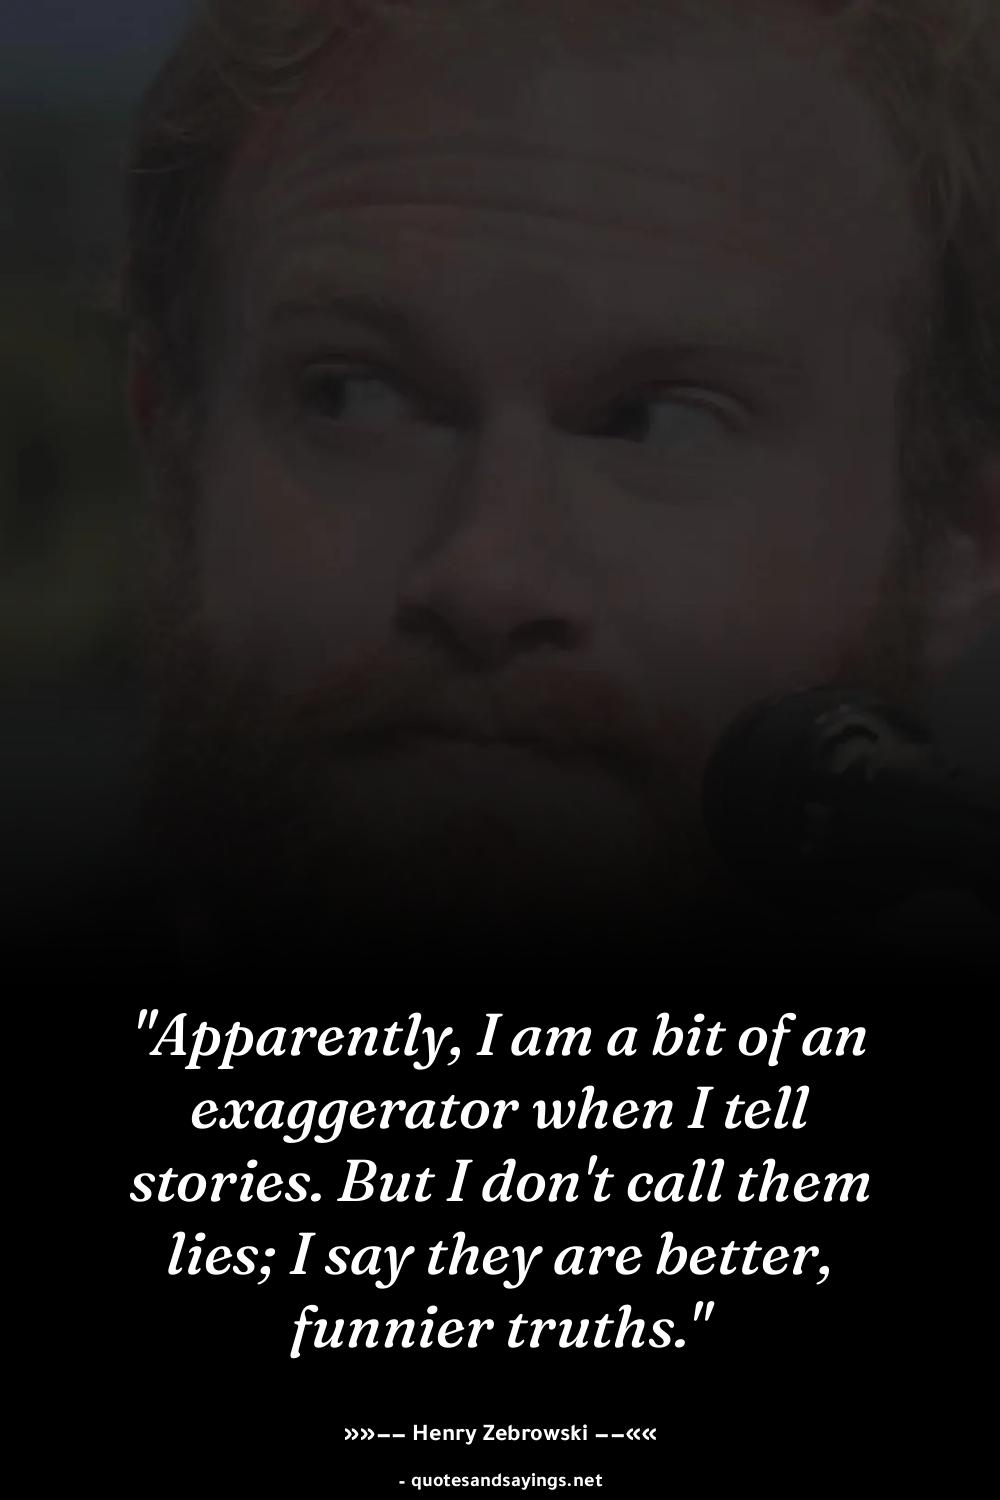 "Apparently, I am a bit of an
exaggerator when I tell
stories. But I don't call them
lies; I say they are better,
funnier truths."
»»–– Henry Zebrowski ––««
- quotesandsayings.net